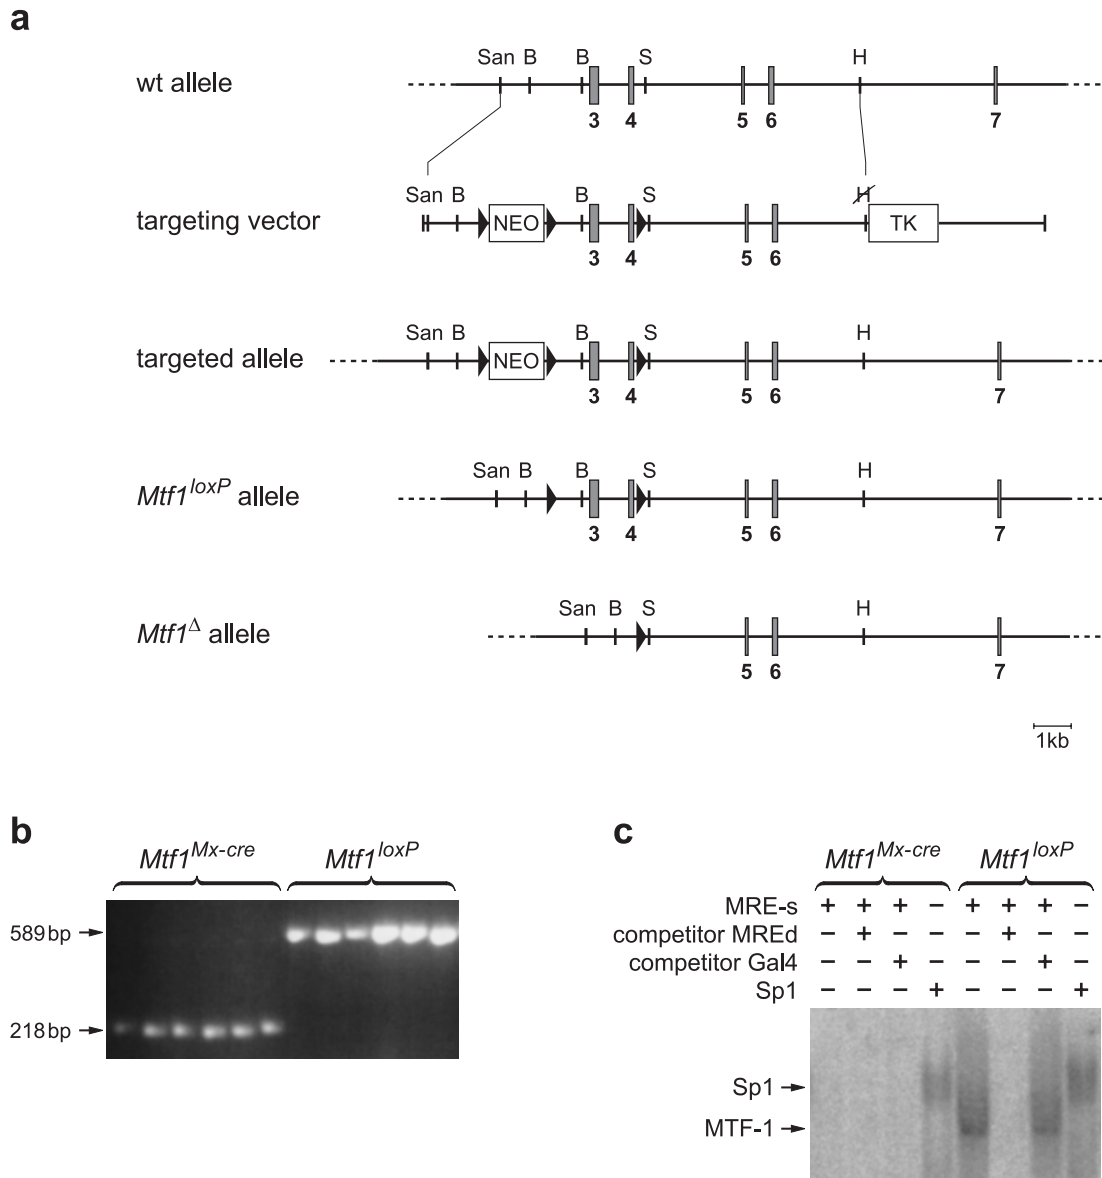 a
wt allele
San B B S H
3 4 5 6 7
targeting vector
San B B S H
NEO TK
3 4 5 6
targeted allele
San B B S H
NEO
3 4 5 6 7
Mtf1loxP allele
San B B S H
3 4 5 6 7
Mtf1Δ allele
San B S H
5 6 7
1kb
b
Mtf1Mx-cre Mtf1loxP
589bp
218bp
c
Mtf1Mx-cre Mtf1loxP
MRE-s + + + – + + + –
competitor MREd – + – – – + – –
competitor Gal4 – – + – – – + –
Sp1 – – – + – – – +
Sp1
MTF-1